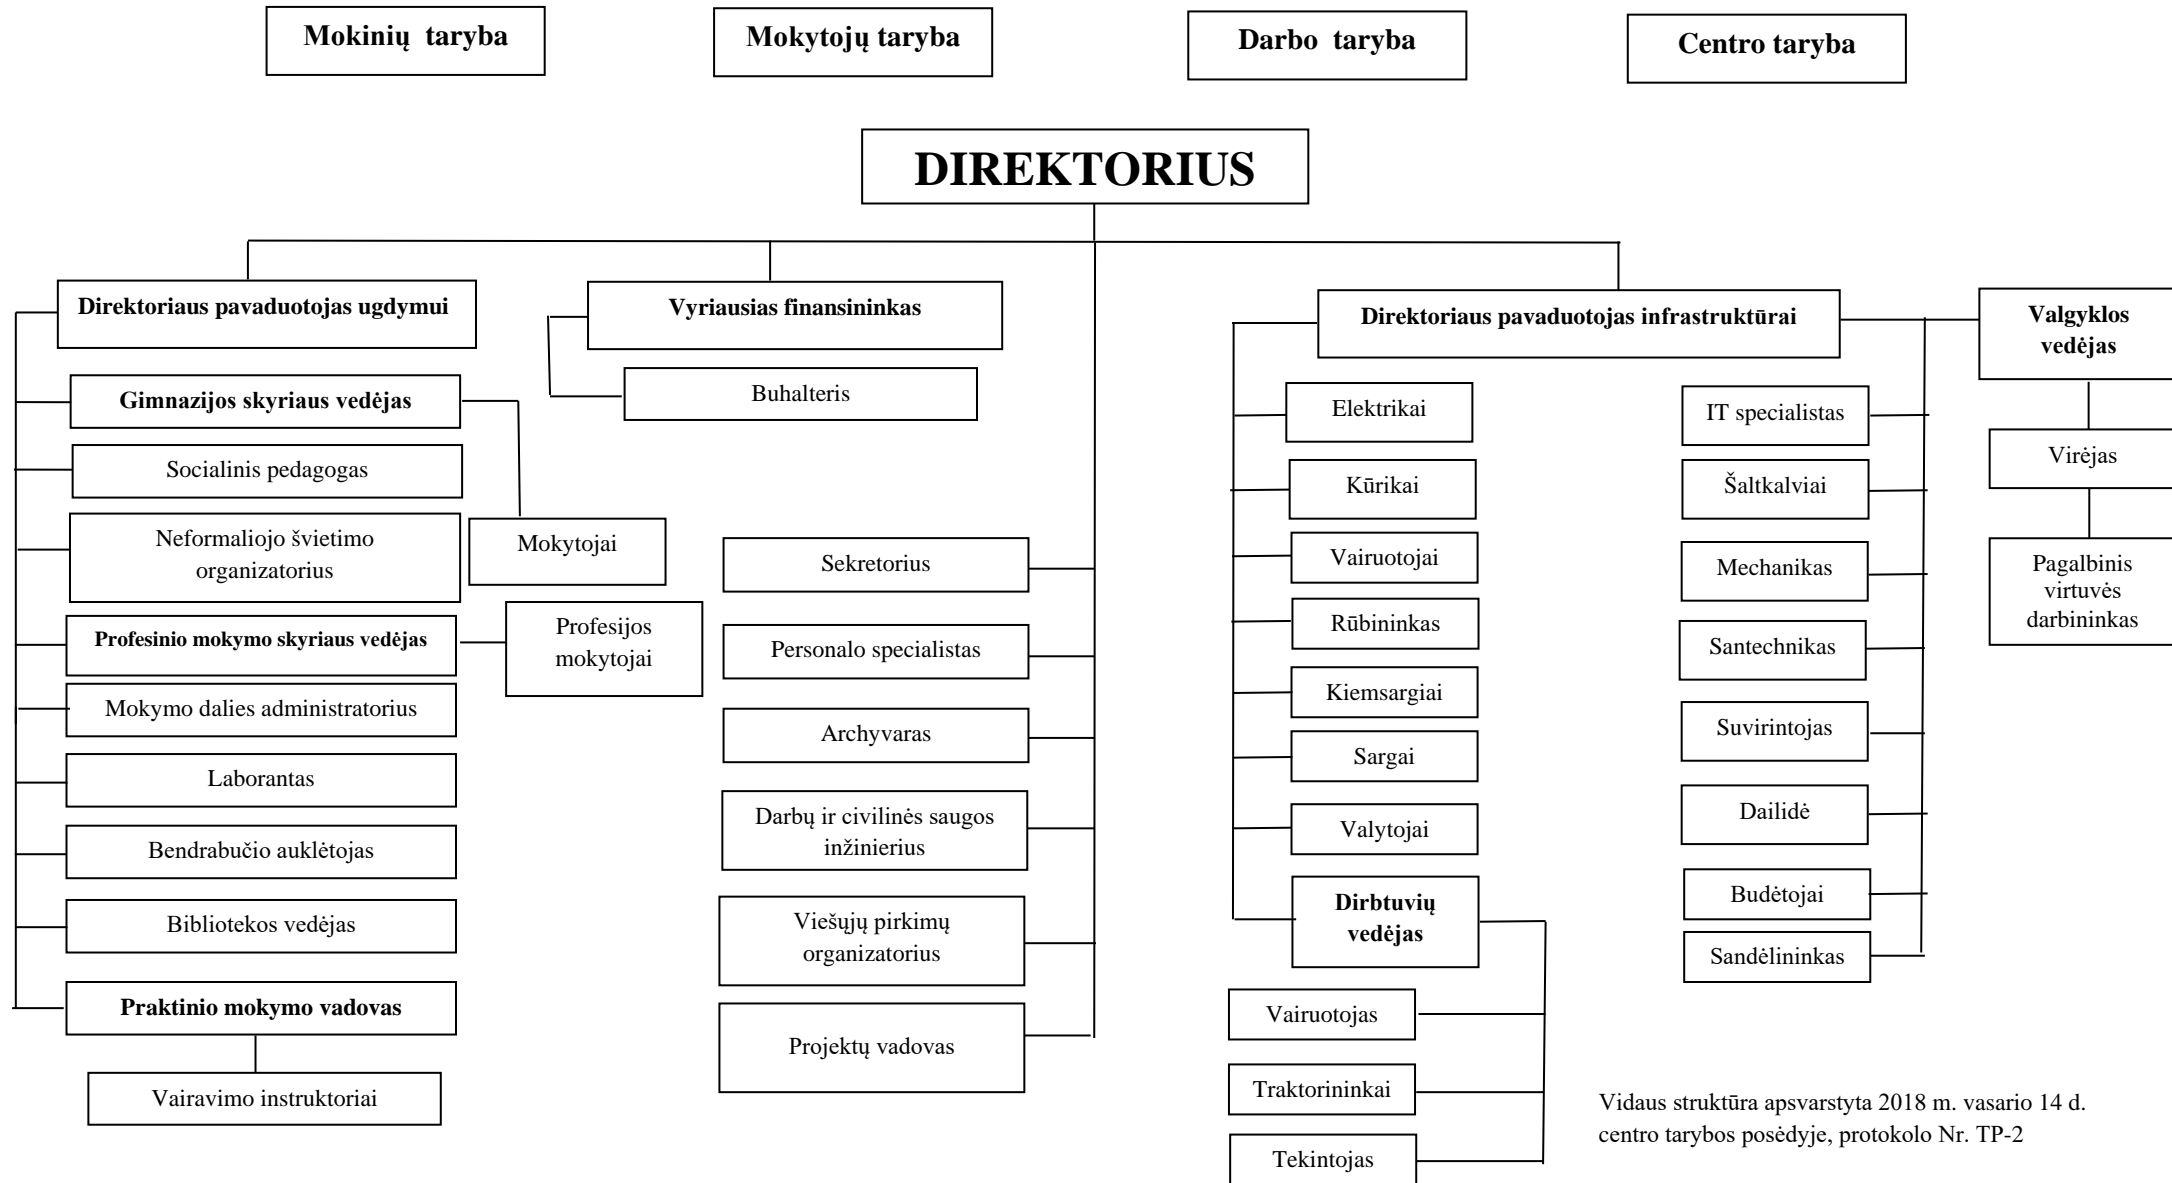 Mokinių taryba
Mokytojų taryba
Darbo taryba
Centro taryba
DIREKTORIUS
Direktoriaus pavaduotojas ugdymui
Gimnazijos skyriaus vedėjas
Socialinis pedagogas
Neformaliojo švietimo
organizatorius
Profesinio mokymo skyriaus vedėjas
Mokymo dalies administratorius
Laborantas
Bendrabučio auklėtojas
Bibliotekos vedėjas
Praktinio mokymo vadovas
Vairavimo instruktoriai
Mokytojai
Profesijos
mokytojai
Vyriausias finansininkas
Buhalteris
Sekretorius
Personalo specialistas
Archyvaras
Darbų ir civilinės saugos
inžinierius
Viešųjų pirkimų
organizatorius
Projektų vadovas
Direktoriaus pavaduotojas infrastruktūrai
Elektrikai
Kūrikai
Vairuotojai
Rūbininkas
Kiemsargiai
Sargai
Valytojai
Dirbtuvių
vedėjas
Vairuotojas
Traktorininkai
Tekintojas
IT specialistas
Šaltkalviai
Mechanikas
Santechnikas
Suvirintojas
Dailidė
Budėtojai
Sandėlininkas
Valgyklos
vedėjas
Virėjas
Pagalbinis
virtuvės
darbininkas
Vidaus struktūra apsvarstyta 2018 m. vasario 14 d.
centro tarybos posėdyje, protokolo Nr. TP-2